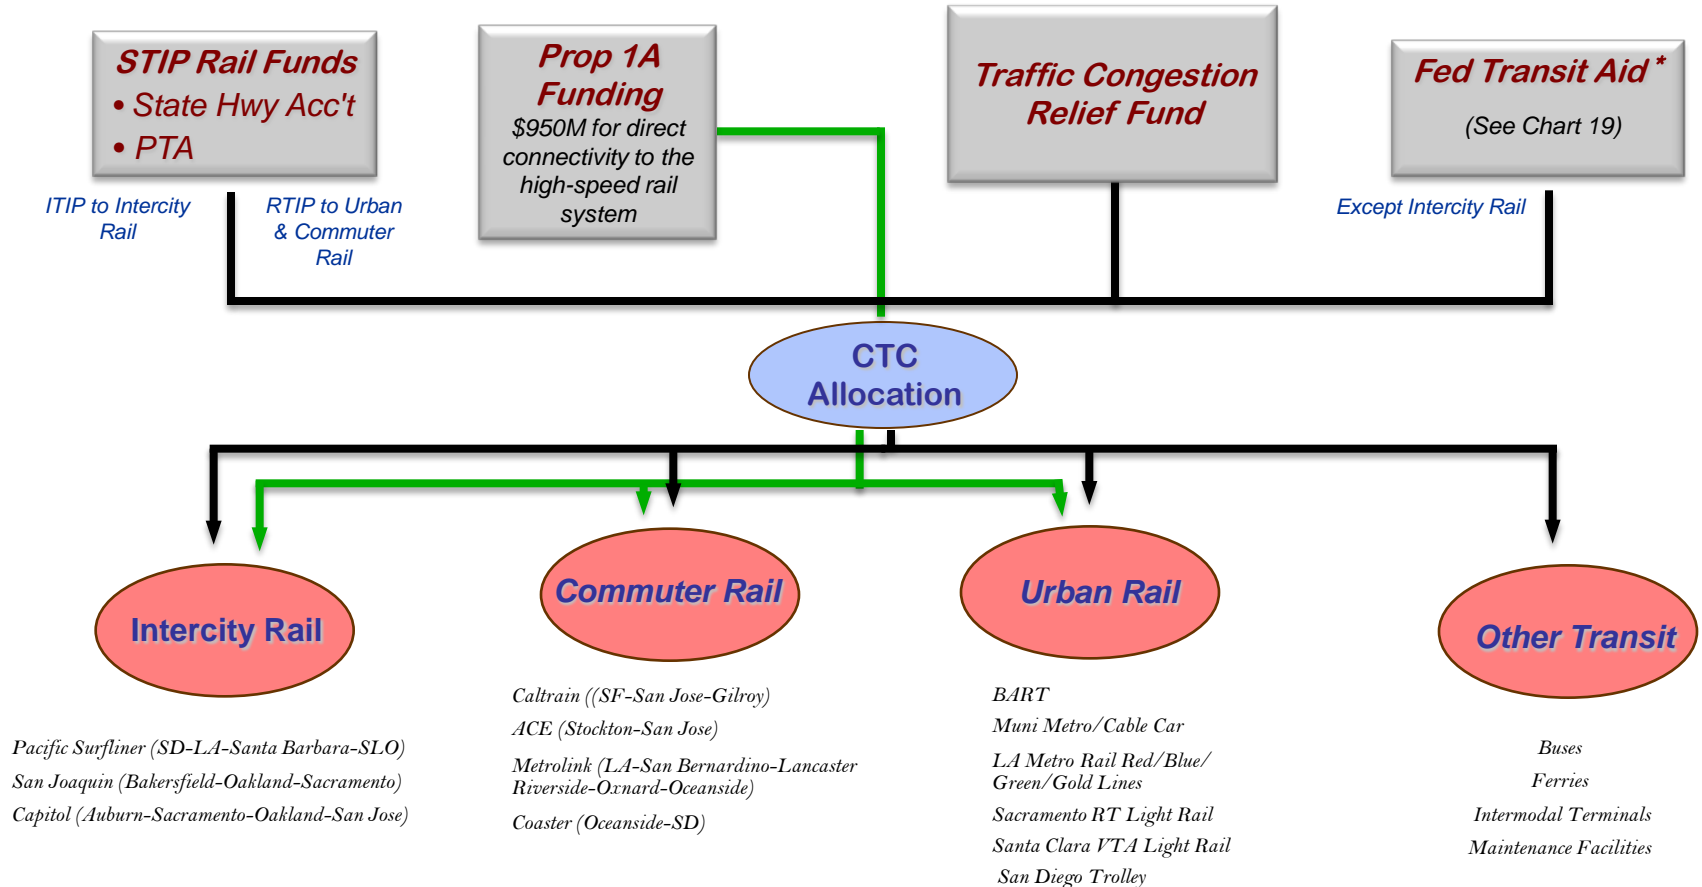 STIP Rail Funds
• State Hwy Acc't
• PTA
Prop 1A
Funding
$950M for direct
connectivity to the
high-speed rail
system
Traffic Congestion
Relief Fund
Fed Transit Aid *
(See Chart 19)
ITIP to Intercity
Rail
RTIP to Urban
& Commuter
Rail
Except Intercity Rail
CTC
Allocation
Intercity Rail
Pacific Surfliner (SD-LA-Santa Barbara-SLO)
San Joaquin (Bakersfield-Oakland-Sacramento)
Capitol (Auburn-Sacramento-Oakland-San Jose)
Commuter Rail
Caltrain ((SF-San Jose-Gilroy)
ACE (Stockton-San Jose)
Metrolink (LA-San Bernardino-Lancaster
Riverside-Oxnard-Oceanside)
Coaster (Oceanside-SD)
Urban Rail
BART
Muni Metro/Cable Car
LA Metro Rail Red/Blue/
Green/Gold Lines
Sacramento RT Light Rail
Santa Clara VTA Light Rail
San Diego Trolley
Other Transit
Buses
Ferries
Intermodal Terminals
Maintenance Facilities